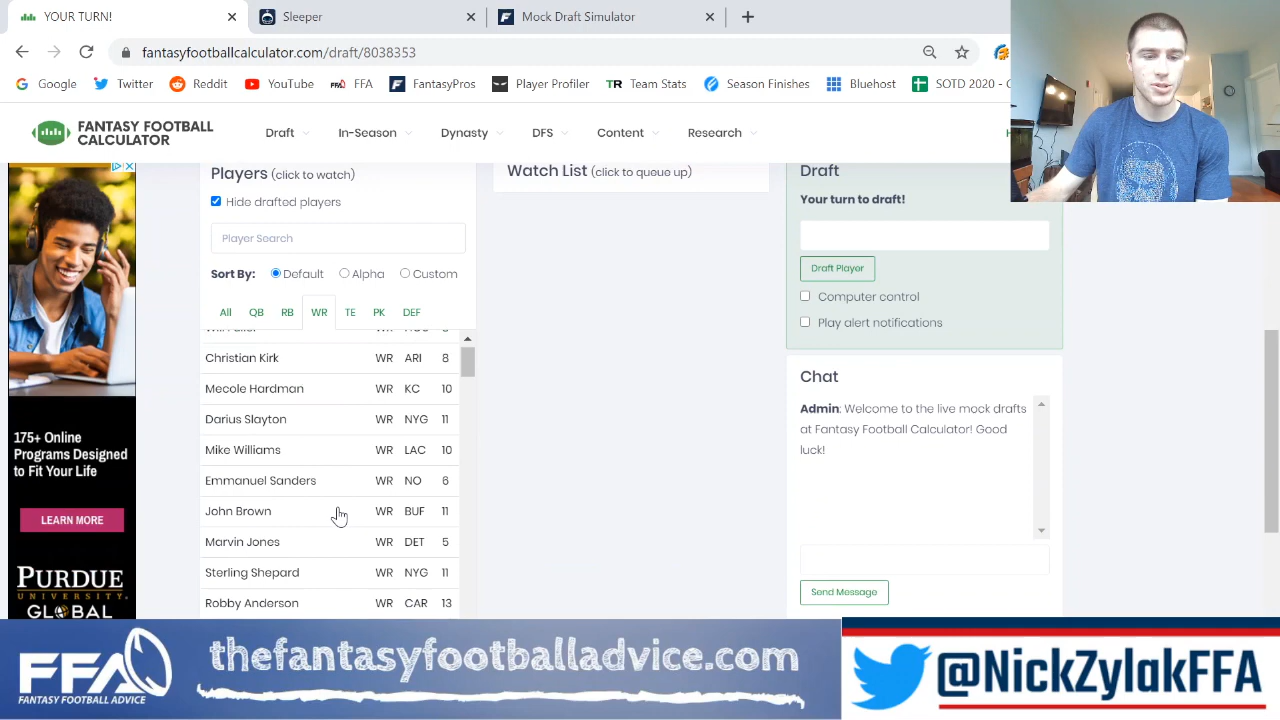 YOUR TURN!
Sleeper
Mock Draft Simulator
fantasyfootballcalculator.com/draft/8038353
Google
Twitter
Reddit
YouTube
FFA FFA
FantasyPros
Player Profiler
TR Team Stats
Season Finishes
Bluehost
SOTD 2020 - C
FANTASY FOOTBALL
CALCULATOR
Draft
In-Season
Dynasty
DFS
Content
Research
Players (click to watch)
Hide drafted players
Player Search
Sort By: Default Alpha Custom
All QB RB WR TE PK DEF
Christian Kirk WR ARI 8
Mecole Hardman WR KC 10
Darius Slayton WR NYG 11
Mike Williams WR LAC 10
Emmanuel Sanders WR NO 6
John Brown WR BUF 11
Marvin Jones WR DET 5
Sterling Shepard WR NYG 11
Robby Anderson WR CAR 13
Watch List (click to queue up)
Draft
Your turn to draft!
Draft Player
Computer control
Play alert notifications
Chat
Admin: Welcome to the live mock drafts
at Fantasy Football Calculator! Good
luck!
Send Message
175+ Online
Programs Designed
to Fit Your Life
LEARN MORE
PURDUE
UNIVERSITY
GLOBAL
FFA
FANTASY FOOTBALL ADVICE
thefantasyfootballadvice.com
@NickZylakFFA